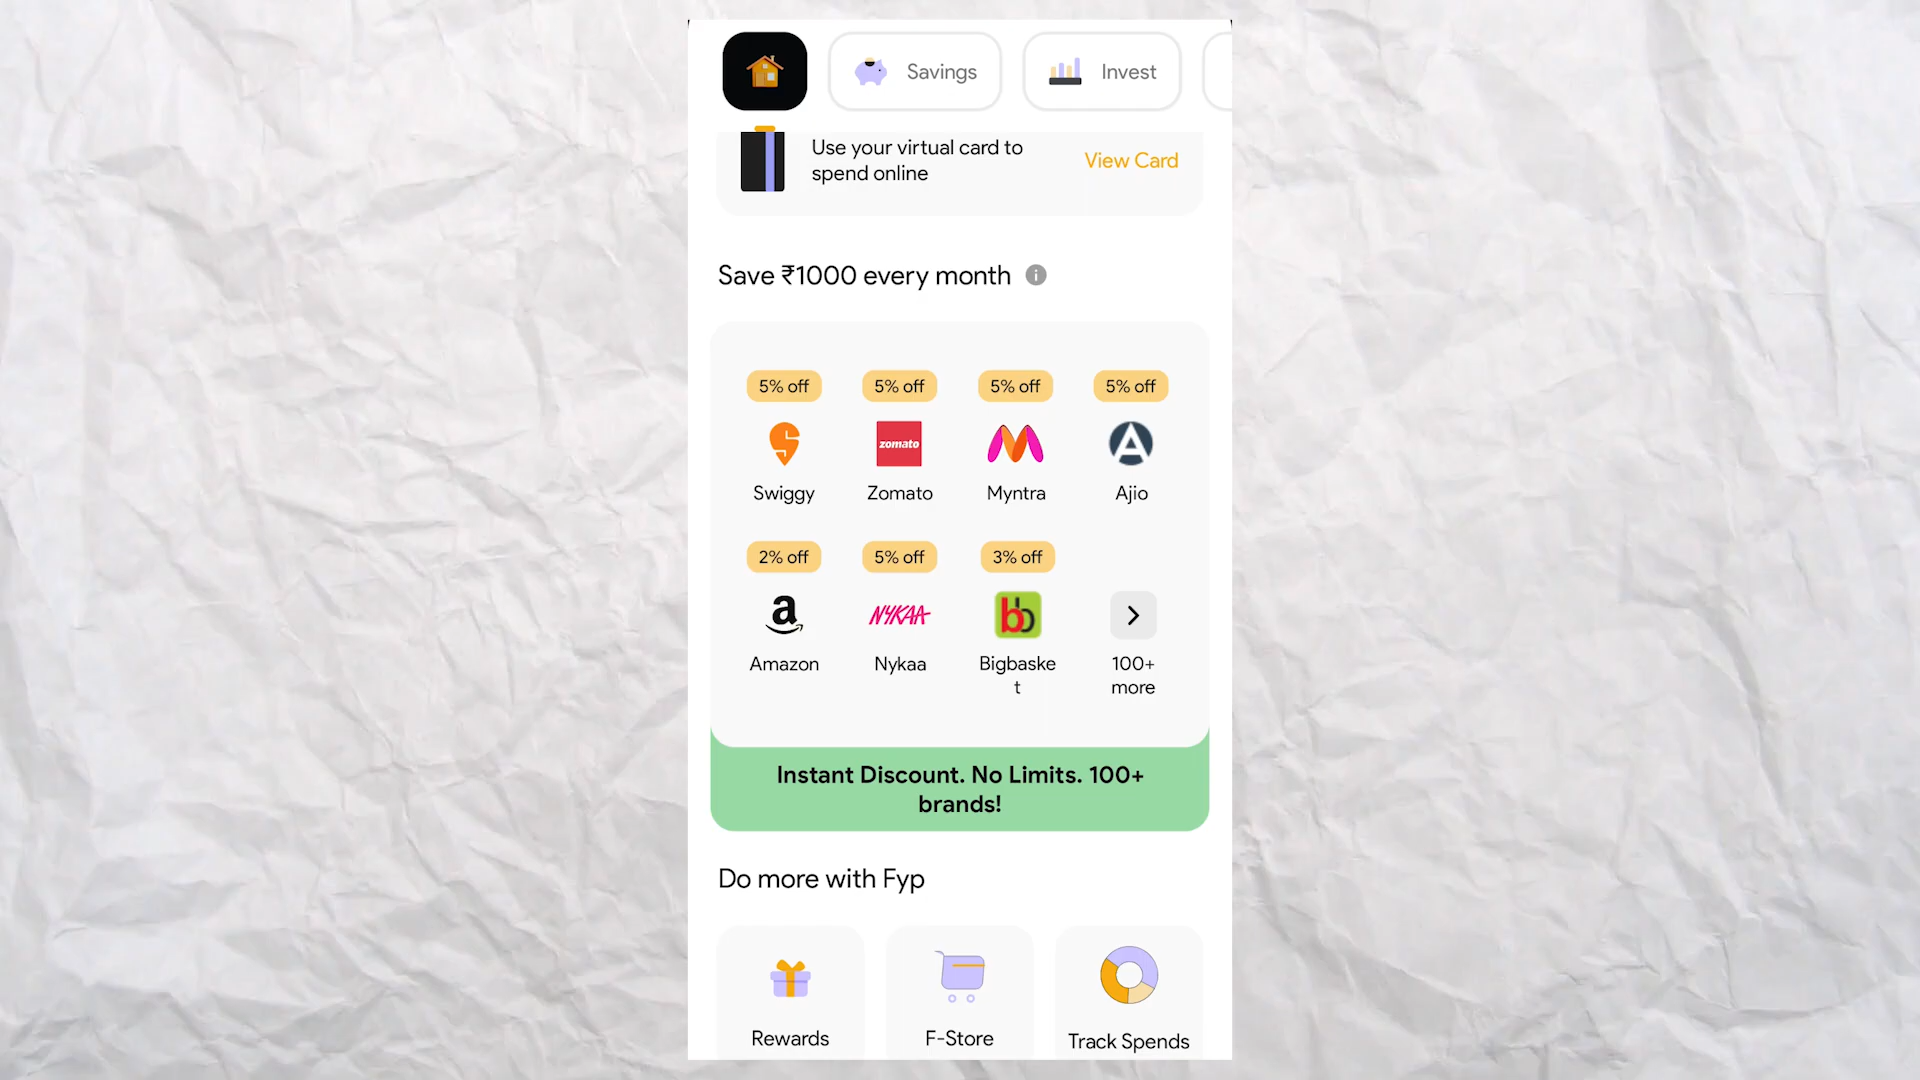 Savings
Invest
Use your virtual card to
spend online
View Card
Save ₹1000 every month
i
5% off
5% off
5% off
5% off
zomato
Swiggy
Zomato
Myntra
Ajio
2% off
5% off
3% off
a
NYKAA
bb
Amazon
Nykaa
Bigbaske
t
100+
more
Instant Discount. No Limits. 100+
brands!
Do more with Fyp
Rewards
F-Store
Track Spends